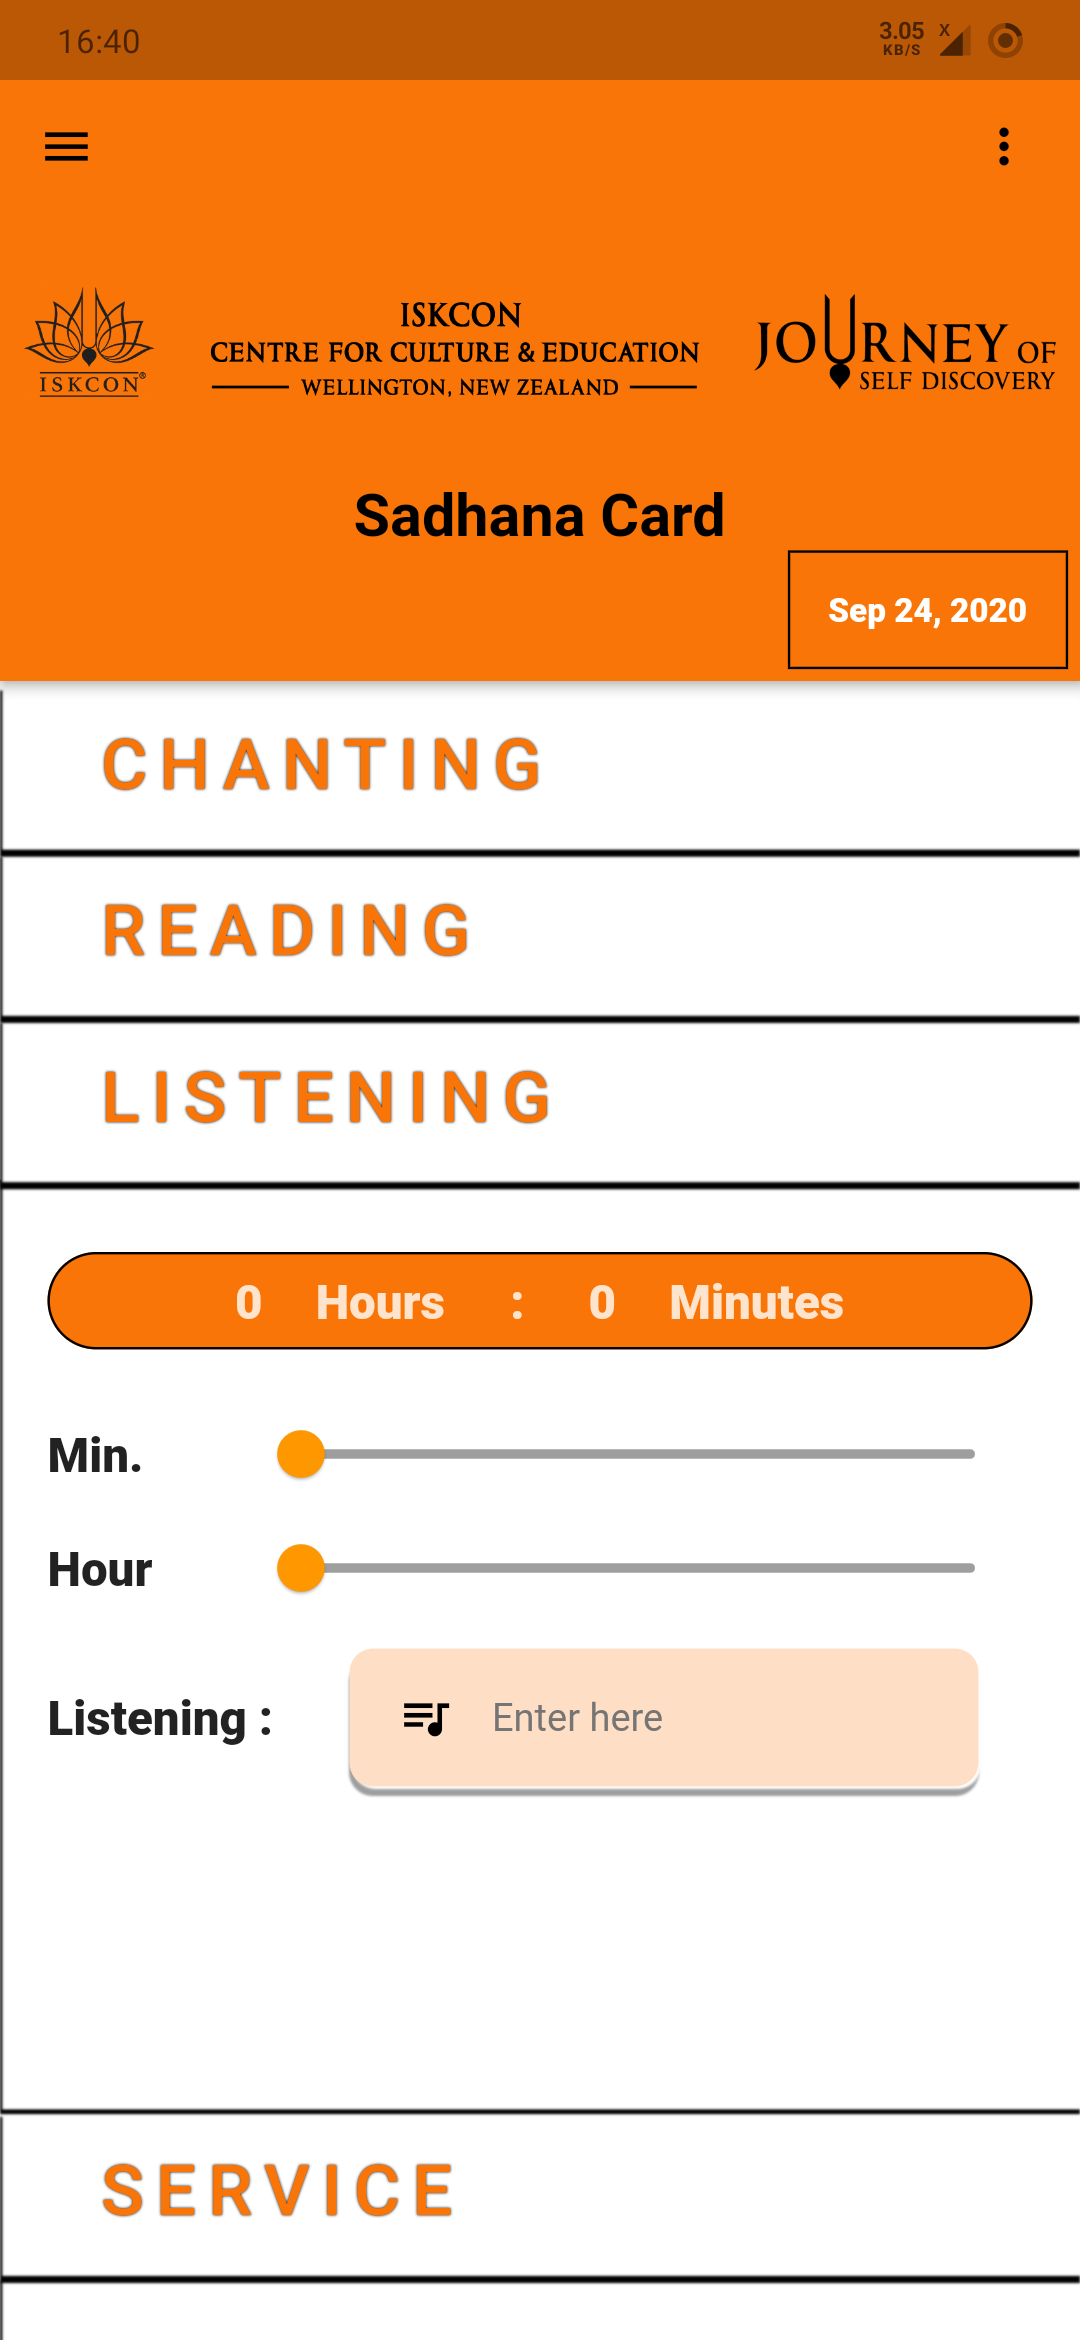 16:40
3.05
KB/S
X
ISKCON®
ISKCON
CENTRE FOR CULTURE & EDUCATION
WELLINGTON, NEW ZEALAND
JOURNEY OF
SELF DISCOVERY
Sadhana Card
Sep 24, 2020
CHANTING
READING
LISTENING
0 Hours : 0 Minutes
Min.
Hour
Listening :
Enter here
SERVICE